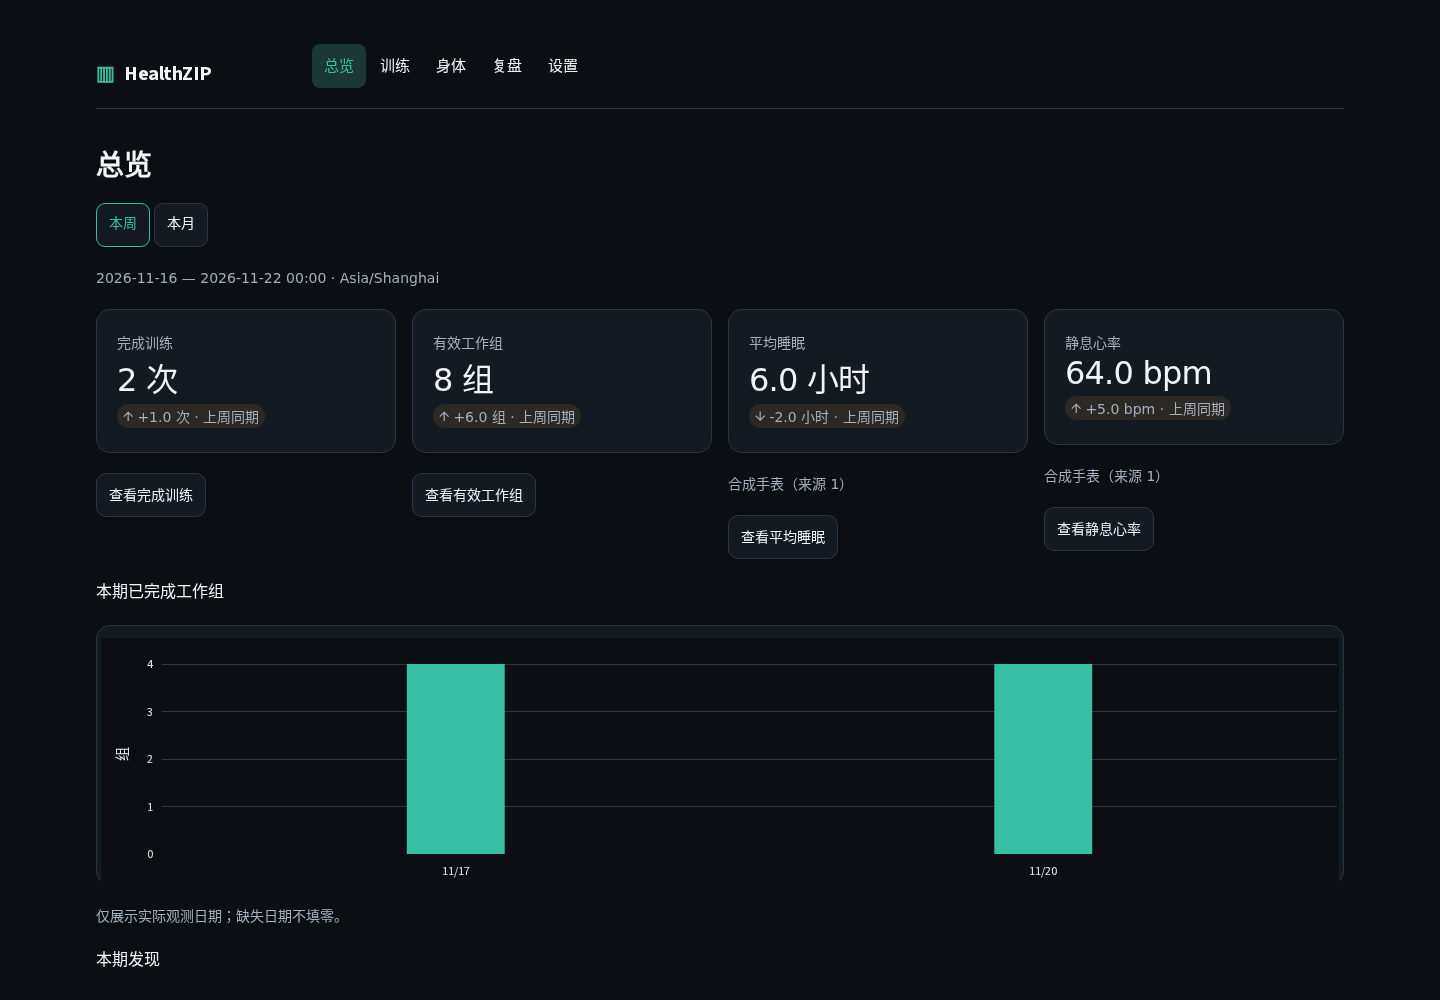 HealthZIP
总览 训练 身体 复盘 设置
总览
本周 本月
2026-11-16 — 2026-11-22 00:00 · Asia/Shanghai
完成训练
2 次
↑ +1.0 次 · 上周同期
查看完成训练
有效工作组
8 组
↑ +6.0 组 · 上周同期
查看有效工作组
平均睡眠
6.0 小时
↓ -2.0 小时 · 上周同期
合成手表（来源 1）
查看平均睡眠
静息心率
64.0 bpm
↑ +5.0 bpm · 上周同期
合成手表（来源 1）
查看静息心率
本期已完成工作组
组
4
3
2
1
0
11/17 11/20
仅展示实际观测日期；缺失日期不填零。
本期发现